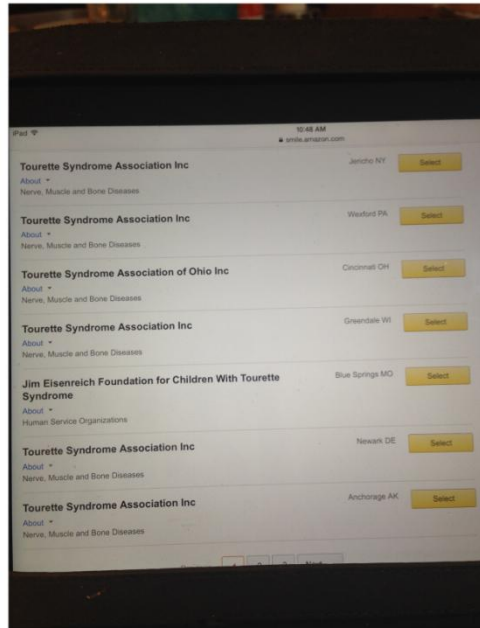 iPad
10:48 AM
smile.amazon.com
Tourette Syndrome Association Inc Jericho NY Select
About
Nerve, Muscle and Bone Diseases
Tourette Syndrome Association Inc Wexford PA Select
About
Nerve, Muscle and Bone Diseases
Tourette Syndrome Association of Ohio Inc Cincinnati OH Select
About
Nerve, Muscle and Bone Diseases
Tourette Syndrome Association Inc Greendale WI Select
About
Nerve, Muscle and Bone Diseases
Jim Eisenreich Foundation for Children With Tourette Blue Springs MO Select
Syndrome
About
Human Service Organizations
Tourette Syndrome Association Inc Newark DE Select
About
Nerve, Muscle and Bone Diseases
Tourette Syndrome Association Inc Anchorage AK Select
About
Nerve, Muscle and Bone Diseases